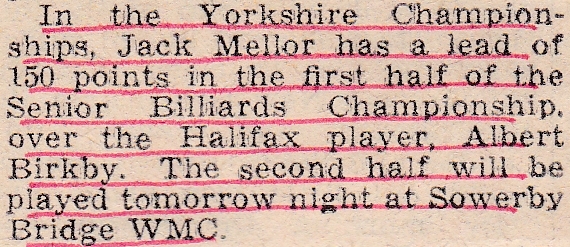 In the Yorkshire Champion-
ships, Jack Mellor has a lead of
150 points in the first half of the
Senior Billiards Championship.
over the Halifax player, Albert
Birkby. The second half will be
played tomorrow night at Sowerby
Bridge WMC.